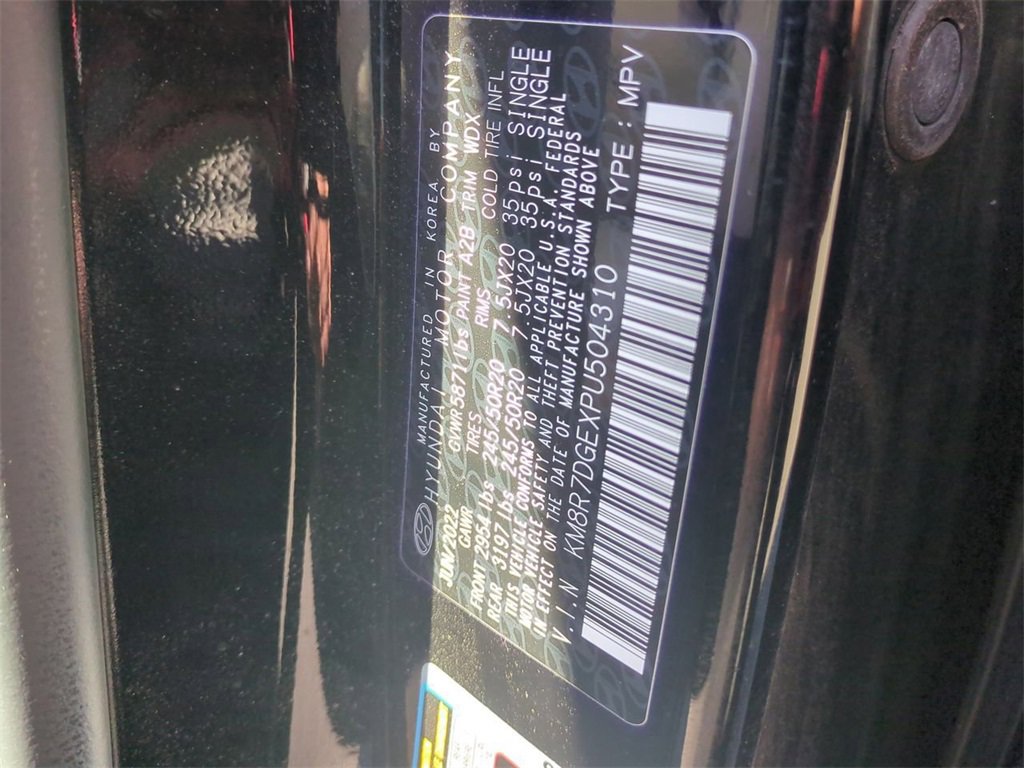 MANUFACTURED IN KOREA BY
HYUNDAI MOTOR COMPANY
JUN/2022 GVWR 5871 lbs PAINT A2B TRIM WDX
GAWR TIRES RIMS COLD TIRE INFL
FRONT 2954 lbs 245/50R20 7.5JX20 35psi SINGLE
REAR 3197 lbs 245/50R20 7.5JX20 35psi SINGLE
THIS VEHICLE CONFORMS TO ALL APPLICABLE U.S.A. FEDERAL
MOTOR VEHICLE SAFETY AND THEFT PREVENTION STANDARDS
IN EFFECT ON THE DATE OF MANUFACTURE SHOWN ABOVE
V.I.N KM8R7DGEXPU504310 TYPE : MPV